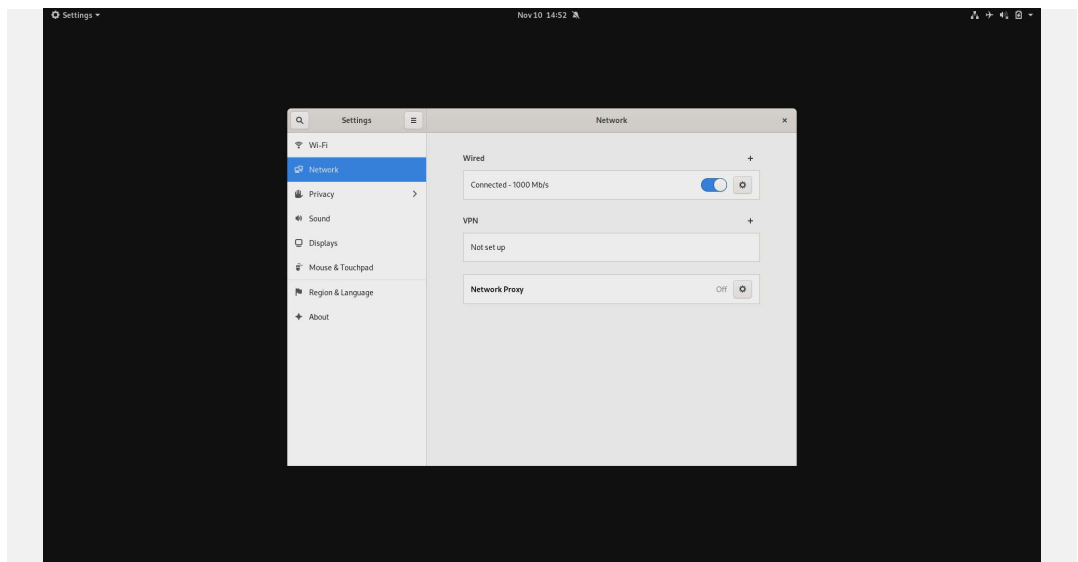 Settings
Nov 10 14:52
Settings
Network
Wi-Fi
Network
Privacy
Sound
Displays
Mouse & Touchpad
Region & Language
About
Wired
Connected - 1000 Mb/s
VPN
Not set up
Network Proxy
Off